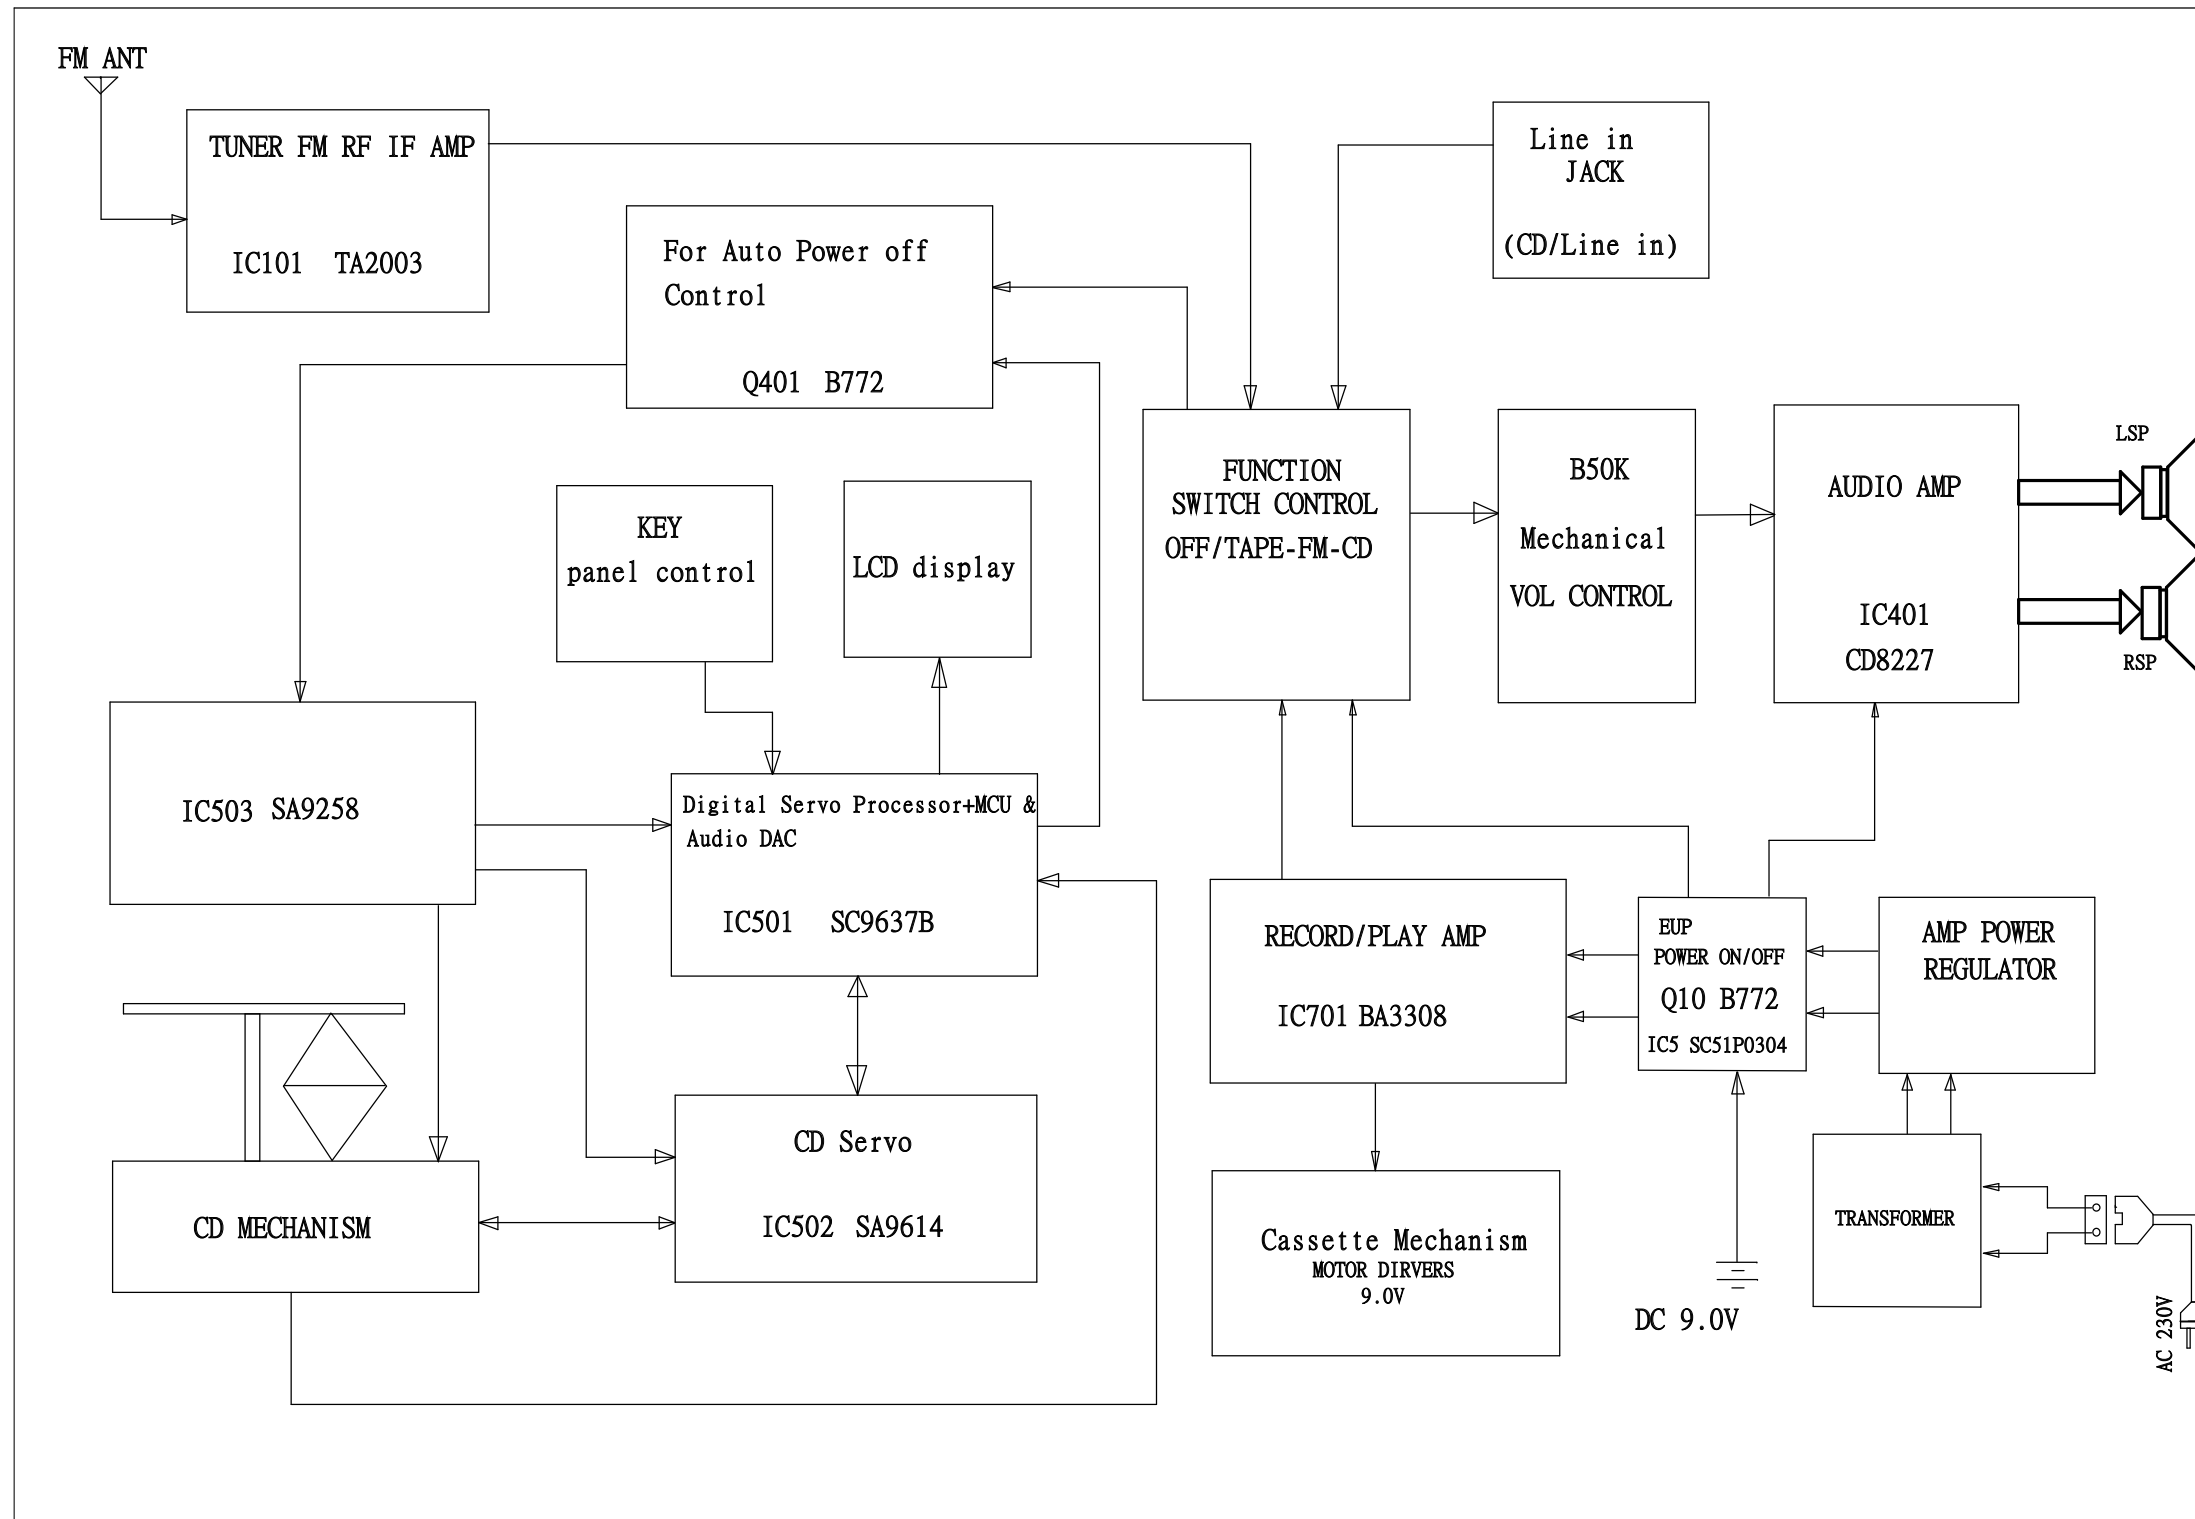 FM ANT
TUNER FM RF IF AMP
IC101 TA2003
Line in
JACK
(CD/Line in)
For Auto Power off
Control
Q401 B772
KEY
panel control
LCD display
FUNCTION
SWITCH CONTROL
OFF/TAPE-FM-CD
B50K
Mechanical
VOL CONTROL
AUDIO AMP
IC401
CD8227
LSP
RSP
IC503 SA9258
Digital Servo Processor+MCU &
Audio DAC
IC501 SC9637B
RECORD/PLAY AMP
IC701 BA3308
EUP
POWER ON/OFF
Q10 B772
IC5 SC51P0304
AMP POWER
REGULATOR
CD MECHANISM
CD Servo
IC502 SA9614
Cassette Mechanism
MOTOR DIRVERS
9.0V
DC 9.0V
TRANSFORMER
AC 230V